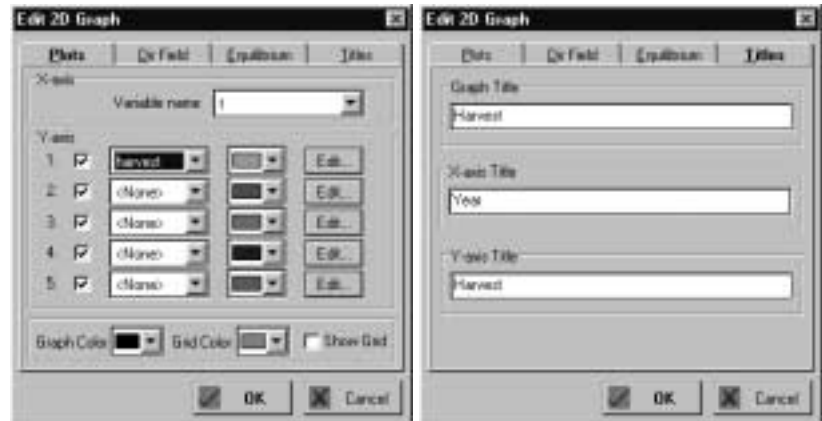 Edit 2D Graph
Plots Dir Field Equilibrium Titles
X-axis
Variable name t
Y-axis
1: harvest Edit...
2: <None> Edit...
3: <None> Edit...
4: <None> Edit...
5: <None> Edit...
Graph Color Grid Color Show Grid
OK Cancel
Edit 2D Graph
Plots Dir Field Equilibrium Titles
Graph Title
Harvest
X-axis Title
Year
Y-axis Title
Harvest
OK Cancel